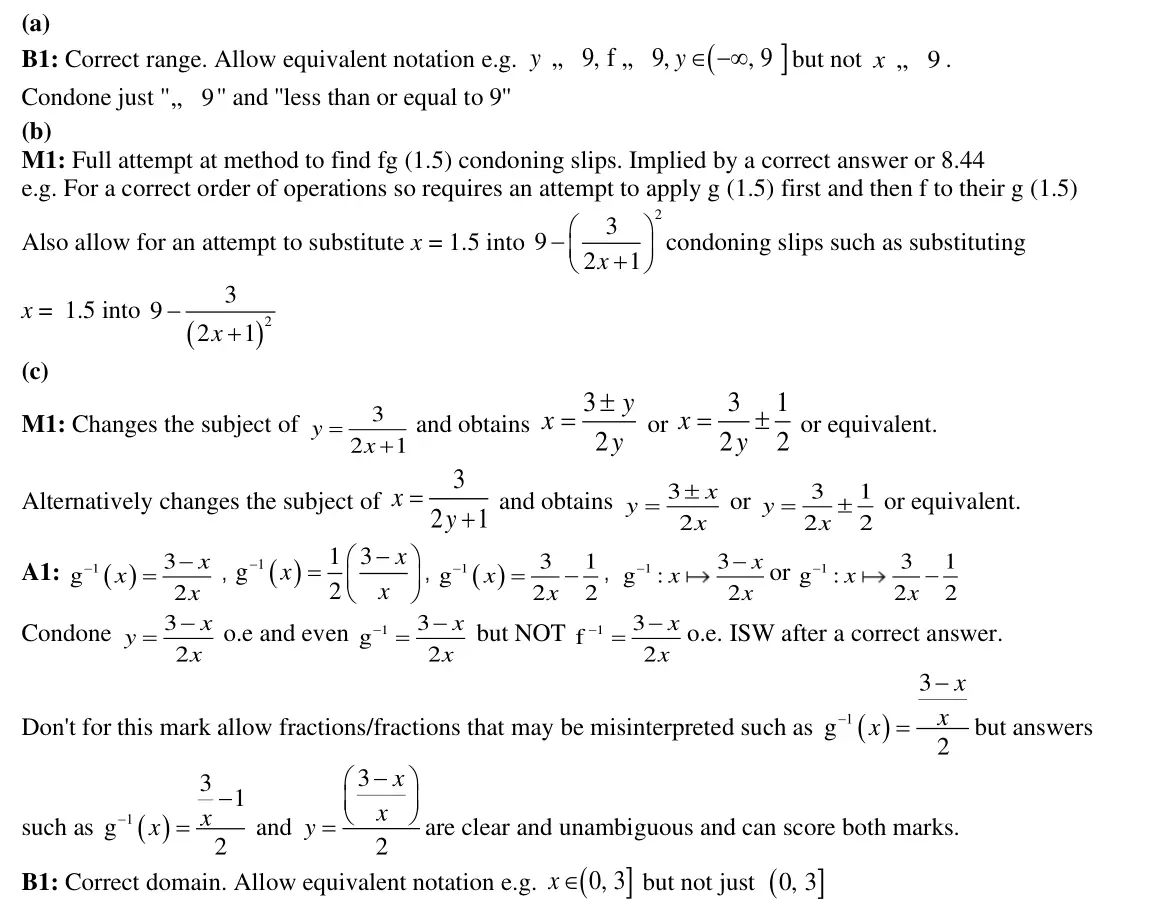 (a)
B1: Correct range. Allow equivalent notation e.g. y „ 9, f „ 9, y ∈ (−∞, 9 ] but not x „ 9 .
Condone just "„ 9" and "less than or equal to 9"
(b)
M1: Full attempt at method to find fg (1.5) condoning slips. Implied by a correct answer or 8.44
e.g. For a correct order of operations so requires an attempt to apply g (1.5) first and then f to their g (1.5)
Also allow for an attempt to substitute x = 1.5 into 9 − (3/(2x+1))² condoning slips such as substituting
x = 1.5 into 9 − 3/(2x+1)²
(c)
M1: Changes the subject of y = 3/(2x+1) and obtains x = (3 ± y)/(2y) or x = 3/(2y) ± 1/2 or equivalent.
Alternatively changes the subject of x = 3/(2y+1) and obtains y = (3 ± x)/(2x) or y = 3/(2x) ± 1/2 or equivalent.
A1: g⁻¹(x) = (3 − x)/(2x) , g⁻¹(x) = 1/2 ((3 − x)/x), g⁻¹(x) = 3/(2x) − 1/2 , g⁻¹ : x ↦ (3 − x)/(2x) or g⁻¹ : x ↦ 3/(2x) − 1/2
Condone y = (3 − x)/(2x) o.e and even g⁻¹ = (3 − x)/(2x) but NOT f⁻¹ = (3 − x)/(2x) o.e. ISW after a correct answer.
Don't for this mark allow fractions/fractions that may be misinterpreted such as g⁻¹(x) = 3 − x / x / 2 but answers
such as g⁻¹(x) = (3/x − 1)/2 and y = ((3 − x)/x)/2 are clear and unambiguous and can score both marks.
B1: Correct domain. Allow equivalent notation e.g. x ∈ (0, 3] but not just (0, 3]